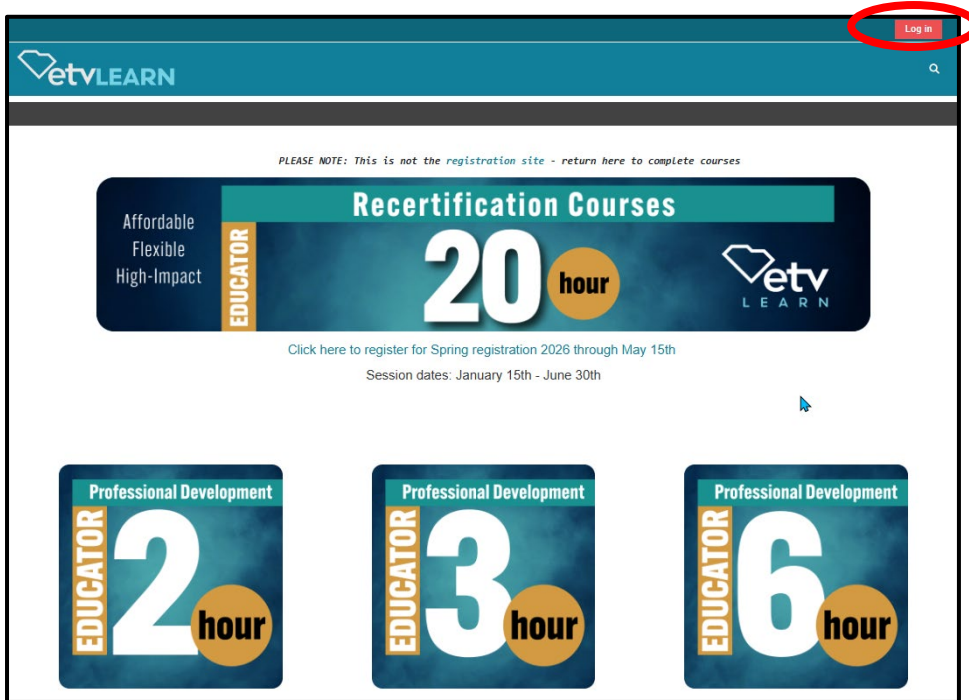 Log in
etvLEARN
PLEASE NOTE: This is not the registration site - return here to complete courses
Affordable
Flexible
High-Impact
Recertification Courses
EDUCATOR
20
hour
etv
LEARN
Click here to register for Spring registration 2026 through May 15th
Session dates: January 15th - June 30th
Professional Development
EDUCATOR
2
hour
Professional Development
EDUCATOR
3
hour
Professional Development
EDUCATOR
6
hour